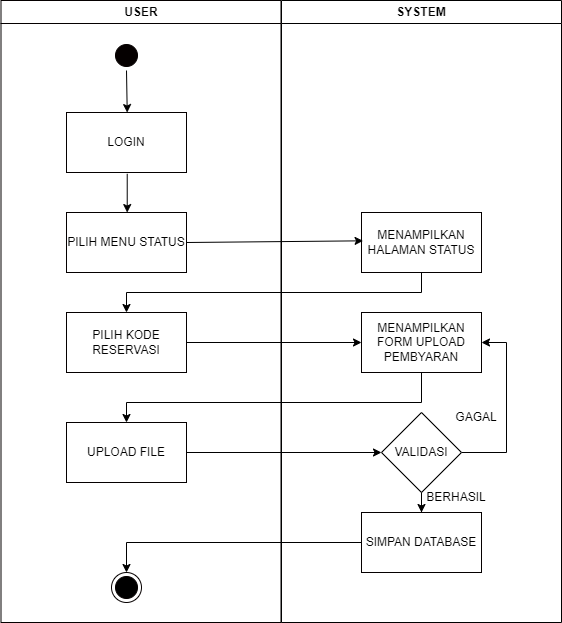 USER
SYSTEM
LOGIN
PILIH MENU STATUS
MENAMPILKAN
HALAMAN STATUS
PILIH KODE
RESERVASI
MENAMPILKAN
FORM UPLOAD
PEMBYARAN
GAGAL
UPLOAD FILE
VALIDASI
BERHASIL
SIMPAN DATABASE